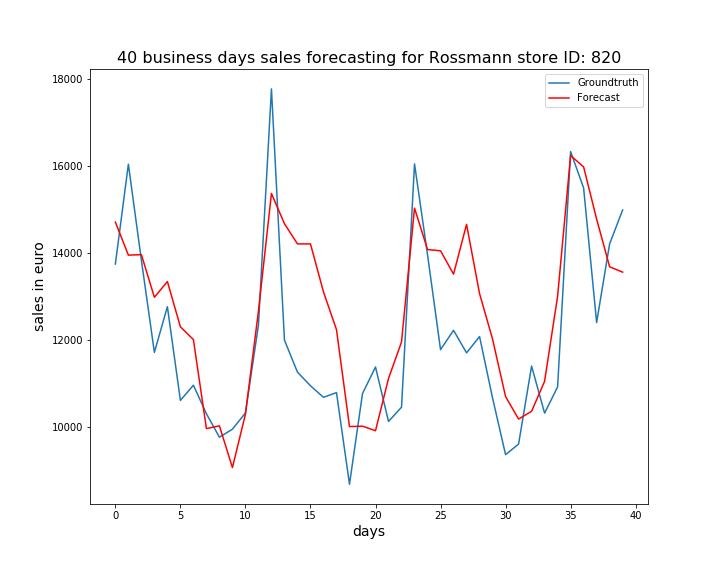 40 business days sales forecasting for Rossmann store ID: 820
Groundtruth
Forecast
sales in euro
18000
16000
14000
12000
10000
0 5 10 15 20 25 30 35 40
days